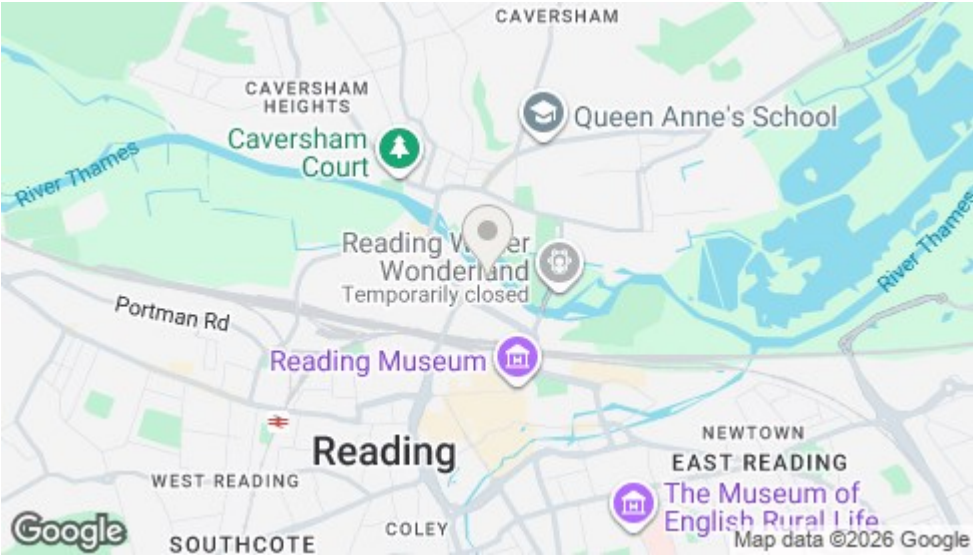 CAVERSHAM
CAVERSHAM
HEIGHTS
Queen Anne's School
Caversham
Court
River Thames
Reading W er
Wonderland
Temporarily closed
River Thames
Portman Rd
Reading Museum
NEWTOWN
Reading
EAST READING
WEST READING
The Museum of
English Rural Life
COLEY
Google
SOUTHCOTE
Map data ©2026 Google